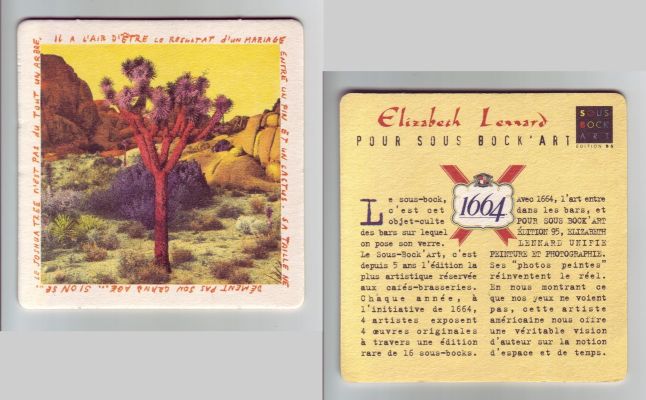 IL A L'AIR D'ÊTRE LE RESULTAT D'UN MARIAGE
ENTRE UN PIN ET UN CACTUS. SA TAILLE NE
DEMENT PAS SON GRAND AGE... SI ON SE...
LE JOSHUA TREE N'EST PAS DU TOUT UN ARBRE.
Elizabeth Lennard
POUR SOUS BOCK'ART
SOUS
BOCK
ART
EDITION 95
1664
Le sous-bock,
c'est cet
objet-culte
des bars sur lequel
on pose son verre.
Le Sous-Bock'Art, c'est
depuis 5 ans l'édition la
plus artistique réservée
aux cafés-brasseries.
Chaque année, à
l'initiative de 1664,
4 artistes exposent
4 œuvres originales
à travers une édition
rare de 16 sous-bocks.
Avec 1664, l'art entre
dans les bars, et
POUR SOUS BOCK'ART
ÉDITION 95, ELIZABETH
LENNARD UNIFIE
PEINTURE ET PHOTOGRAPHIE.
Ses "photos peintes"
réinventent le réel.
En nous montrant ce
que nos yeux ne voient
pas, cette artiste
américaine nous offre
une véritable vision
d'auteur sur la notion
d'espace et de temps.